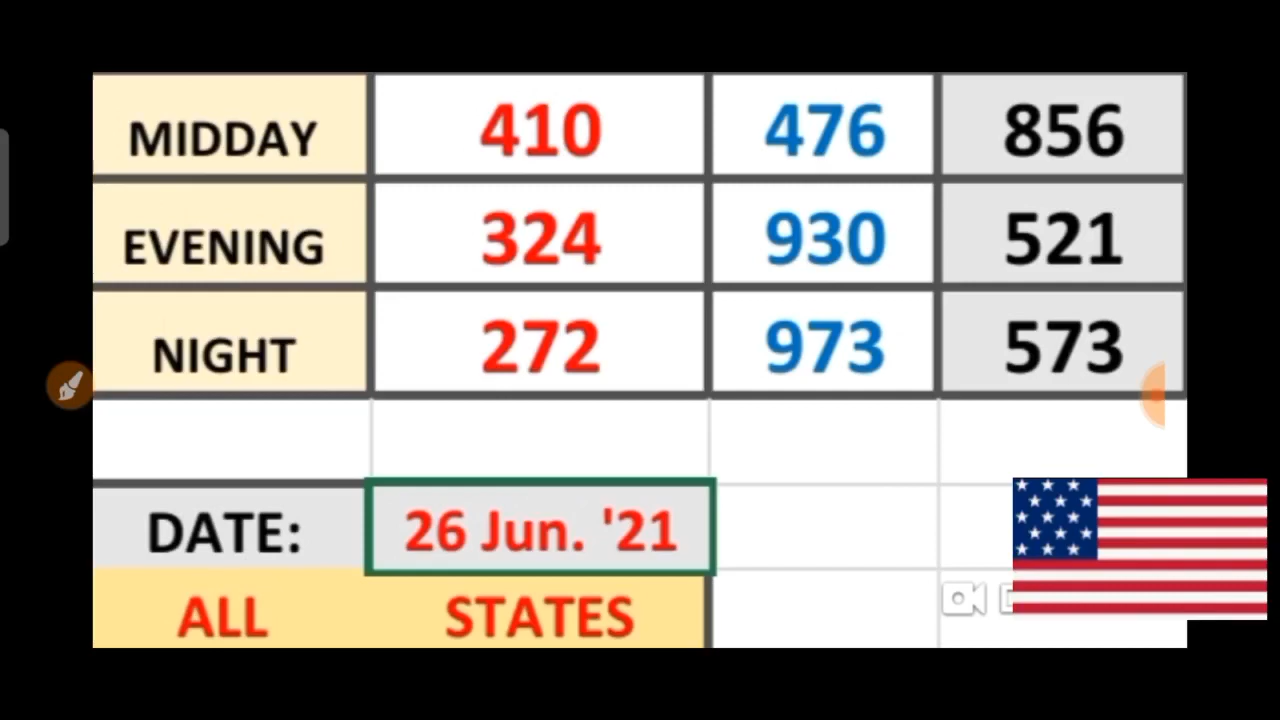 MIDDAY 410 476 856
EVENING 324 930 521
NIGHT 272 973 573
DATE: 26 Jun. '21
ALL STATES